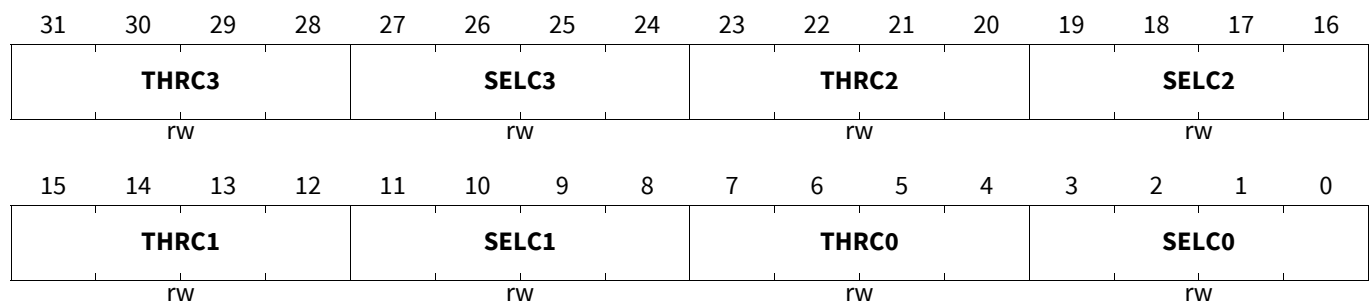 31 30 29 28 27 26 25 24 23 22 21 20 19 18 17 16
THRC3 SELC3 THRC2 SELC2
rw rw rw rw
15 14 13 12 11 10 9 8 7 6 5 4 3 2 1 0
THRC1 SELC1 THRC0 SELC0
rw rw rw rw